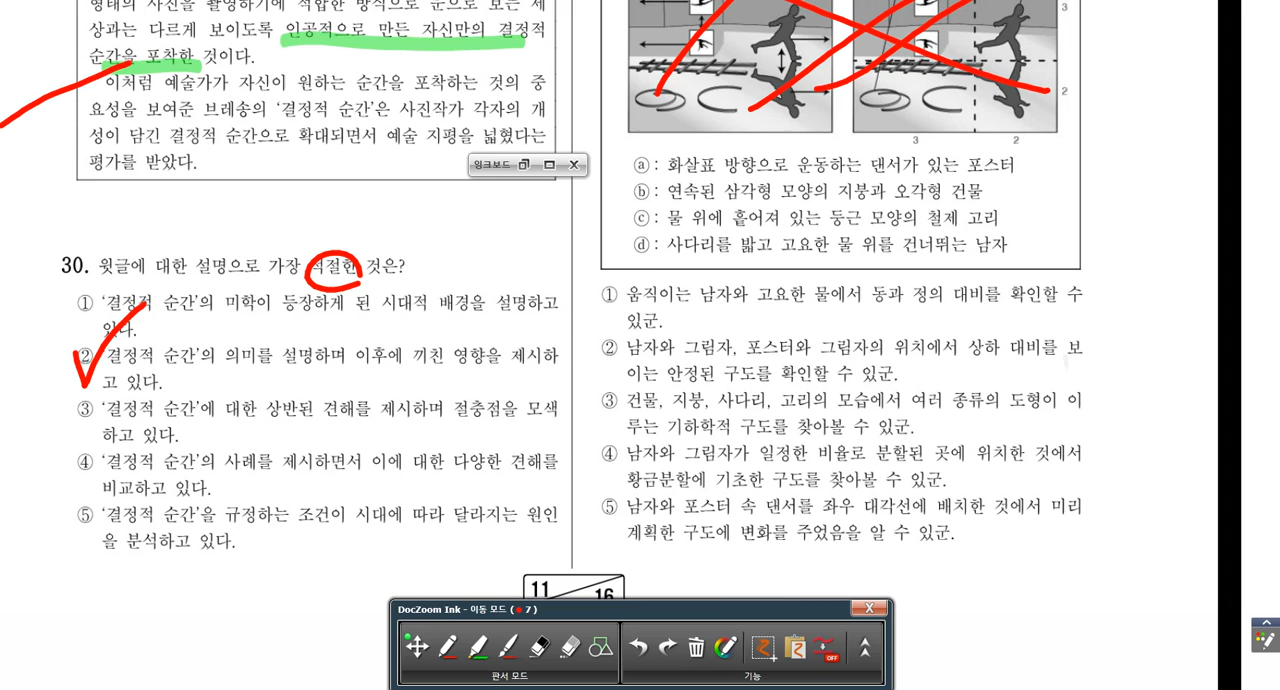 형태의 사진을 촬영하기에 적합한 방식으로 눈으로 보는 세
상과는 다르게 보이도록 인공적으로 만든 자신만의 결정적
순간을 포착한 것이다.
이처럼 예술가가 자신이 원하는 순간을 포착하는 것의 중
요성을 보여준 브레송의 ‘결정적 순간’은 사진작가 각자의 개
성이 담긴 결정적 순간으로 확대되면서 예술 지평을 넓혔다는
평가를 받았다.
잉크보드
30. 윗글에 대한 설명으로 가장 적절한 것은?
① ‘결정적 순간’의 미학이 등장하게 된 시대적 배경을 설명하고
있다.
② ‘결정적 순간’의 의미를 설명하며 이후에 끼친 영향을 제시하
고 있다.
③ ‘결정적 순간’에 대한 상반된 견해를 제시하며 절충점을 모색
하고 있다.
④ ‘결정적 순간’의 사례를 제시하면서 이에 대한 다양한 견해를
비교하고 있다.
⑤ ‘결정적 순간’을 규정하는 조건이 시대에 따라 달라지는 원인
을 분석하고 있다.
3
2
3 2
ⓐ: 화살표 방향으로 운동하는 댄서가 있는 포스터
ⓑ: 연속된 삼각형 모양의 지붕과 오각형 건물
ⓒ: 물 위에 흩어져 있는 둥근 모양의 철제 고리
ⓓ: 사다리를 밟고 고요한 물 위를 건너뛰는 남자
① 움직이는 남자와 고요한 물에서 동과 정의 대비를 확인할 수
있군.
② 남자와 그림자, 포스터와 그림자의 위치에서 상하 대비를 보
이는 안정된 구도를 확인할 수 있군.
③ 건물, 지붕, 사다리, 고리의 모습에서 여러 종류의 도형이 이
루는 기하학적 구도를 찾아볼 수 있군.
④ 남자와 그림자가 일정한 비율로 분할된 곳에 위치한 것에서
황금분할에 기초한 구도를 찾아볼 수 있군.
⑤ 남자와 포스터 속 댄서를 좌우 대각선에 배치한 것에서 미리
계획한 구도에 변화를 주었음을 알 수 있군.
11 16
DocZoom Ink - 이동 모드 ( 7 )
X
OFF
판서 모드 기능